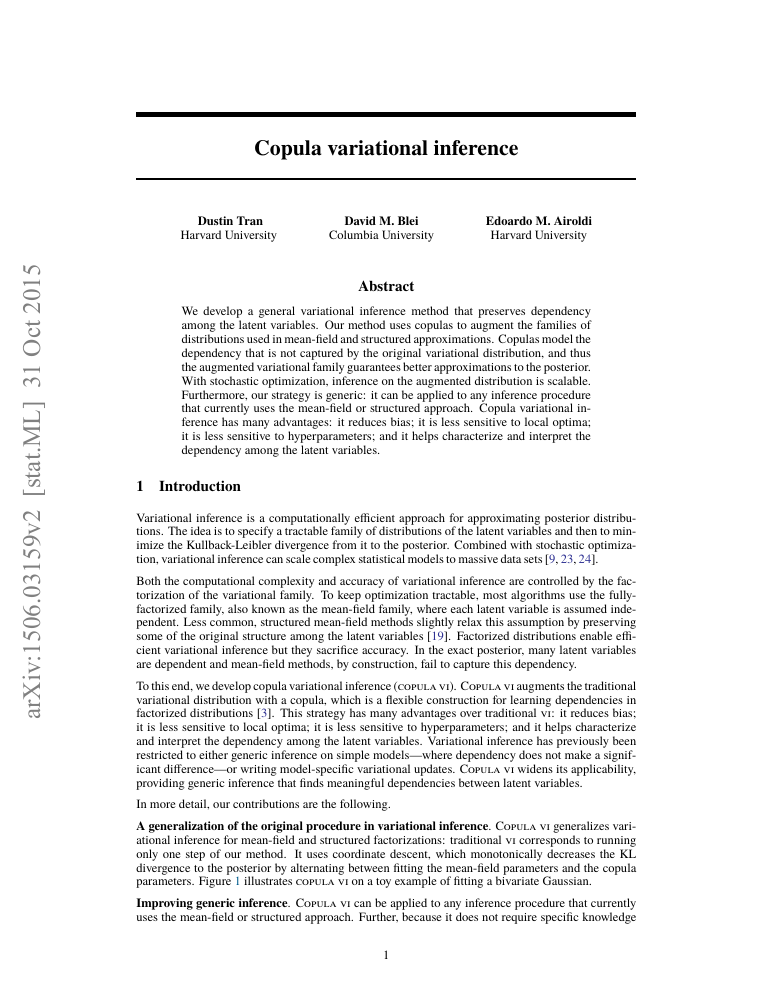 arXiv:1506.03159v2 [stat.ML] 31 Oct 2015
Copula variational inference
Dustin Tran
Harvard University
David M. Blei
Columbia University
Edoardo M. Airoldi
Harvard University
Abstract
We develop a general variational inference method that preserves dependency
among the latent variables. Our method uses copulas to augment the families of
distributions used in mean-field and structured approximations. Copulas model the
dependency that is not captured by the original variational distribution, and thus
the augmented variational family guarantees better approximations to the posterior.
With stochastic optimization, inference on the augmented distribution is scalable.
Furthermore, our strategy is generic: it can be applied to any inference procedure
that currently uses the mean-field or structured approach. Copula variational in-
ference has many advantages: it reduces bias; it is less sensitive to local optima;
it is less sensitive to hyperparameters; and it helps characterize and interpret the
dependency among the latent variables.
1 Introduction
Variational inference is a computationally efficient approach for approximating posterior distribu-
tions. The idea is to specify a tractable family of distributions of the latent variables and then to min-
imize the Kullback-Leibler divergence from it to the posterior. Combined with stochastic optimiza-
tion, variational inference can scale complex statistical models to massive data sets [9, 23, 24].
Both the computational complexity and accuracy of variational inference are controlled by the fac-
torization of the variational family. To keep optimization tractable, most algorithms use the fully-
factorized family, also known as the mean-field family, where each latent variable is assumed inde-
pendent. Less common, structured mean-field methods slightly relax this assumption by preserving
some of the original structure among the latent variables [19]. Factorized distributions enable effi-
cient variational inference but they sacrifice accuracy. In the exact posterior, many latent variables
are dependent and mean-field methods, by construction, fail to capture this dependency.
To this end, we develop copula variational inference (COPULA VI). COPULA VI augments the traditional
variational distribution with a copula, which is a flexible construction for learning dependencies in
factorized distributions [3]. This strategy has many advantages over traditional VI: it reduces bias;
it is less sensitive to local optima; it is less sensitive to hyperparameters; and it helps characterize
and interpret the dependency among the latent variables. Variational inference has previously been
restricted to either generic inference on simple models—where dependency does not make a signif-
icant difference—or writing model-specific variational updates. COPULA VI widens its applicability,
providing generic inference that finds meaningful dependencies between latent variables.
In more detail, our contributions are the following.
A generalization of the original procedure in variational inference. COPULA VI generalizes vari-
ational inference for mean-field and structured factorizations: traditional VI corresponds to running
only one step of our method. It uses coordinate descent, which monotonically decreases the KL
divergence to the posterior by alternating between fitting the mean-field parameters and the copula
parameters. Figure 1 illustrates COPULA VI on a toy example of fitting a bivariate Gaussian.
Improving generic inference. COPULA VI can be applied to any inference procedure that currently
uses the mean-field or structured approach. Further, because it does not require specific knowledge
1